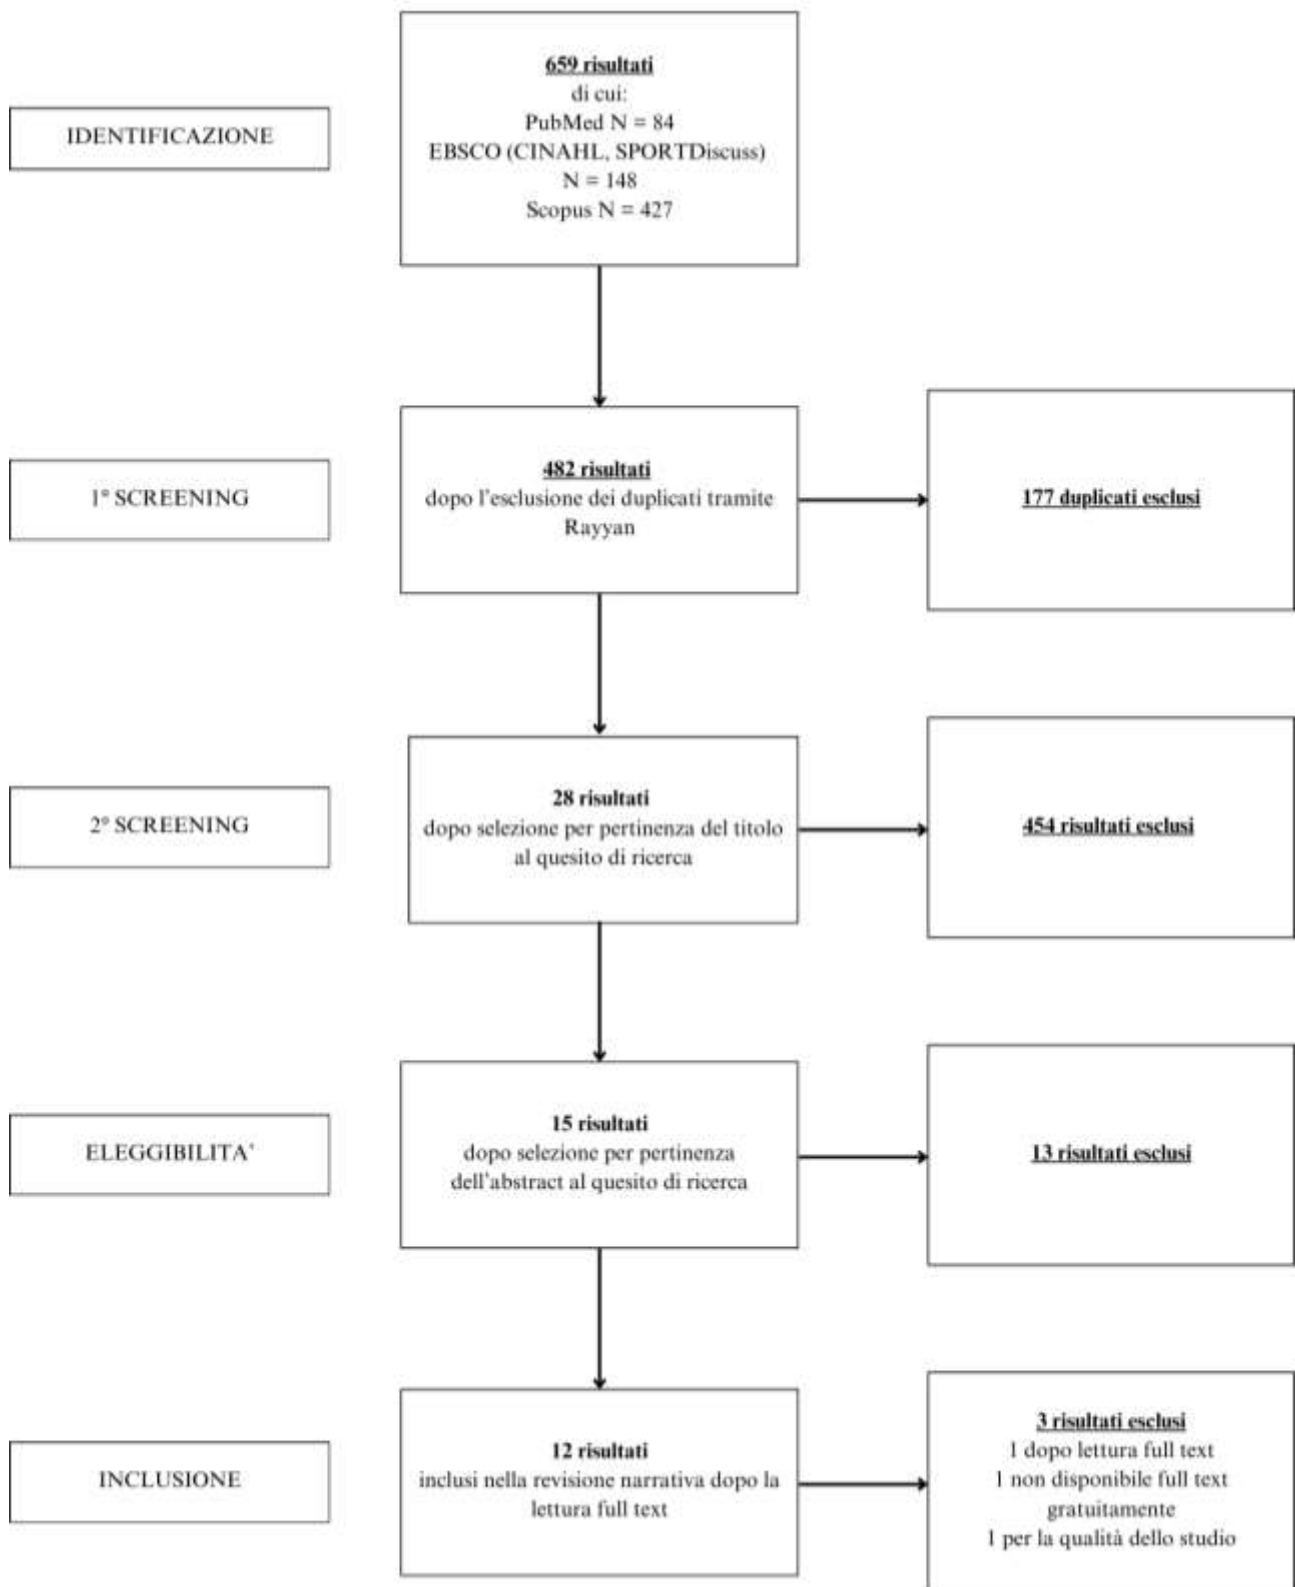 IDENTIFICAZIONE
659 risultati
di cui:
PubMed N = 84
EBSCO (CINAHL, SPORTDiscuss)
N = 148
Scopus N = 427
1° SCREENING
482 risultati
dopo l'esclusione dei duplicati tramite
Rayyan
177 duplicati esclusi
2° SCREENING
28 risultati
dopo selezione per pertinenza del titolo
al quesito di ricerca
454 risultati esclusi
ELEGGIBILITA'
15 risultati
dopo selezione per pertinenza
dell'abstract al quesito di ricerca
13 risultati esclusi
INCLUSIONE
12 risultati
inclusi nella revisione narrativa dopo la
lettura full text
3 risultati esclusi
1 dopo lettura full text
1 non disponibile full text
gratuitamente
1 per la qualità dello studio